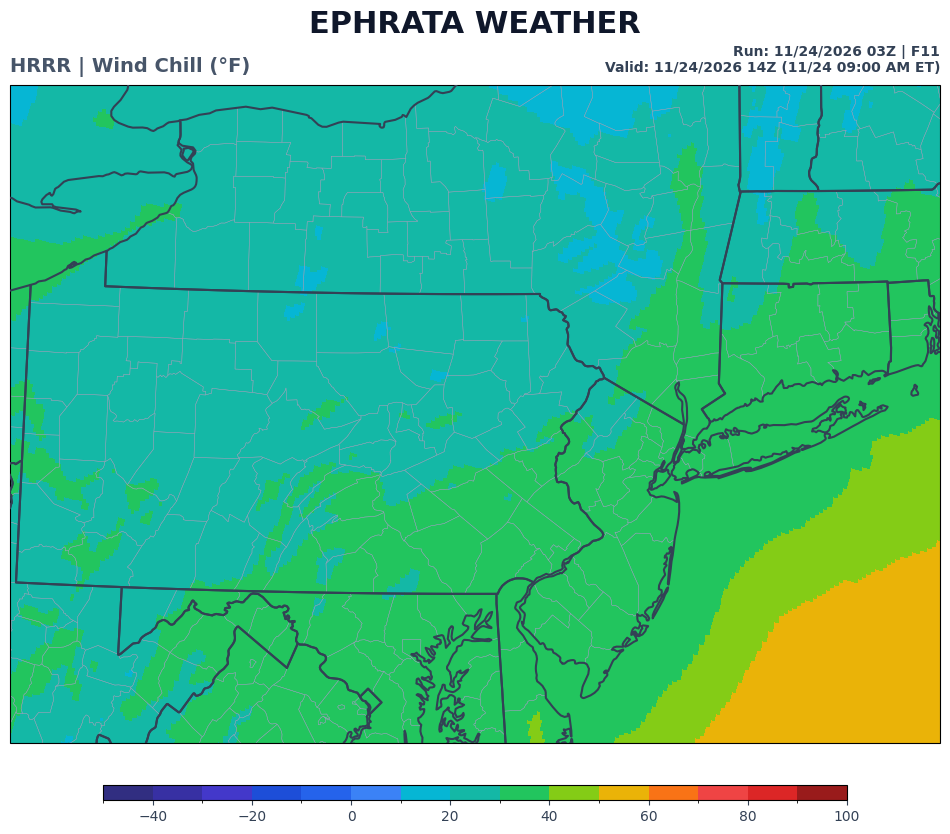 EPHRATA WEATHER
HRRR | Wind Chill (°F)
Run: 11/24/2026 03Z | F11
Valid: 11/24/2026 14Z (11/24 09:00 AM ET)
−40 −20 0 20 40 60 80 100